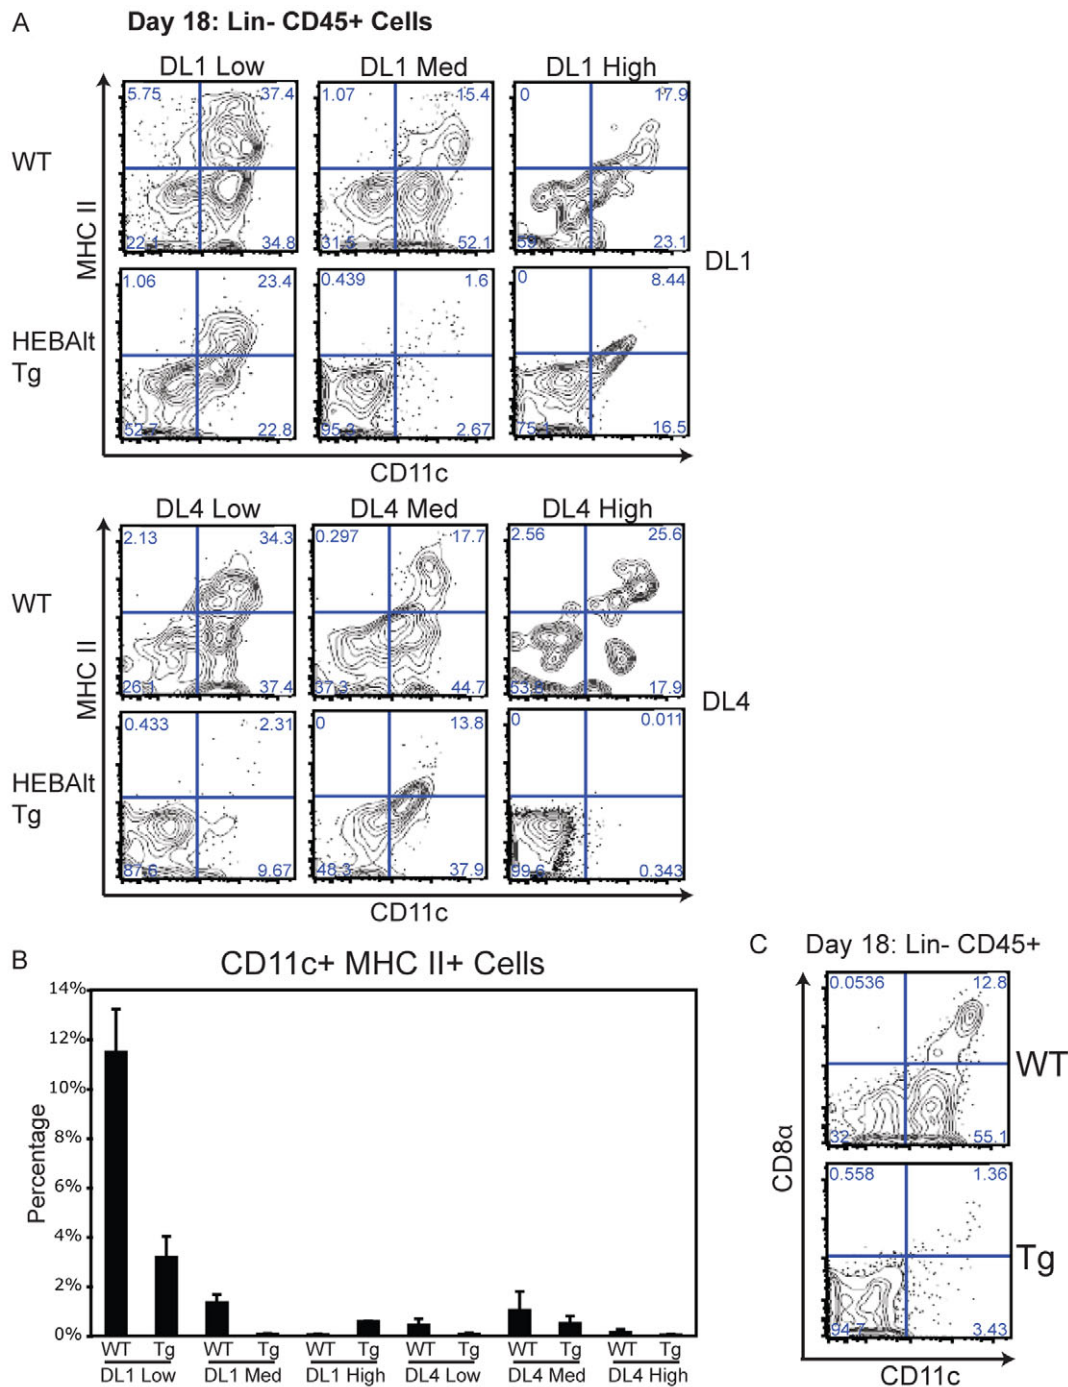 A Day 18: Lin- CD45+ Cells
DL1 Low DL1 Med DL1 High
5.75 37.4 1.07 15.4 0 17.9
WT
34.8 52.1 23.1
MHC II
DL1
1.06 23.4 0.439 1.6 0 8.44
HEBAlt
Tg
22.8 2.67 16.5
CD11c
DL4 Low DL4 Med DL4 High
2.13 34.3 0.297 17.7 2.56 25.6
WT
26.1 37.4 37.3 44.7 17.9
MHC II
DL4
0.433 2.31 0 13.8 0 0.011
HEBAlt
Tg
87.6 9.67 48.3 37.9 99.6 0.343
CD11c
B CD11c+ MHC II+ Cells
14%
12%
10%
8%
6%
4%
2%
0%
Percentage
WT Tg WT Tg WT Tg WT Tg WT Tg WT Tg
DL1 Low DL1 Med DL1 High DL4 Low DL4 Med DL4 High
C Day 18: Lin- CD45+
0.0536 12.8
WT
32 55.1
CD8α
0.558 1.36
Tg
94.7 3.43
CD11c